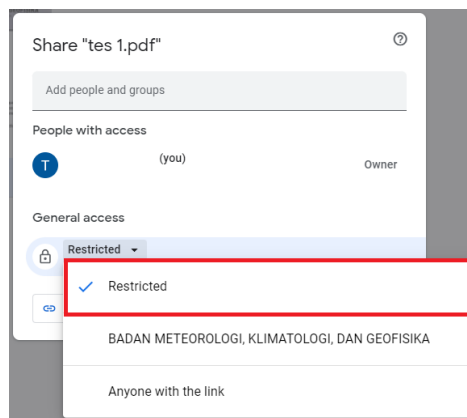 Share "tes 1.pdf"
Add people and groups
People with access
T
(you)
Owner
General access
Restricted
Restricted
BADAN METEOROLOGI, KLIMATOLOGI, DAN GEOFISIKA
Anyone with the link